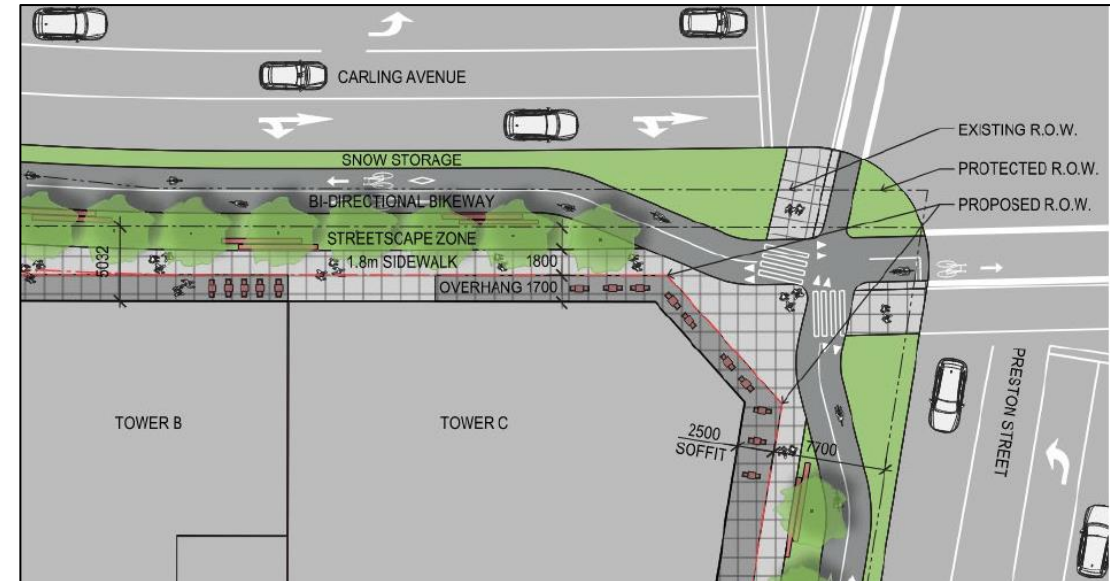 CARLING AVENUE
EXISTING R.O.W.
PROTECTED R.O.W.
PROPOSED R.O.W.
SNOW STORAGE
BI-DIRECTIONAL BIKEWAY
STREETSCAPE ZONE
1.8m SIDEWALK
1800
5032
OVERHANG 1700
TOWER B
TOWER C
2500
SOFFIT
7700
PRESTON STREET